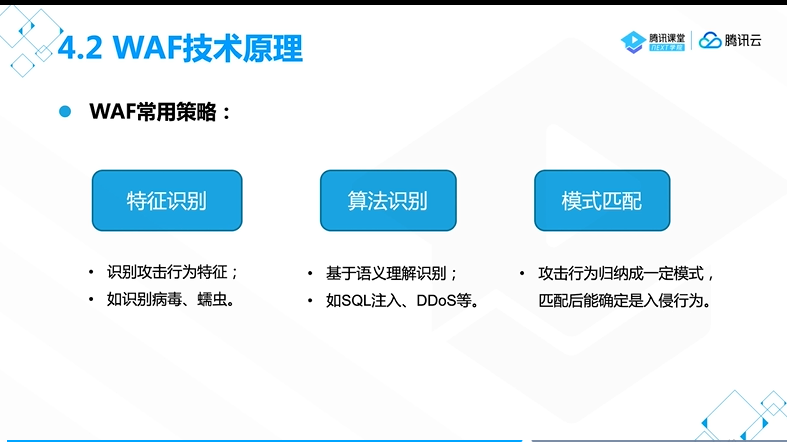 4.2 WAF技术原理
腾讯课堂
NEXT学院
腾讯云
WAF常用策略：
特征识别
算法识别
模式匹配
• 识别攻击行为特征；
• 如识别病毒、蠕虫。
• 基于语义理解识别；
• 如SQL注入、DDoS等。
• 攻击行为归纳成一定模式，
匹配后能确定是入侵行为。